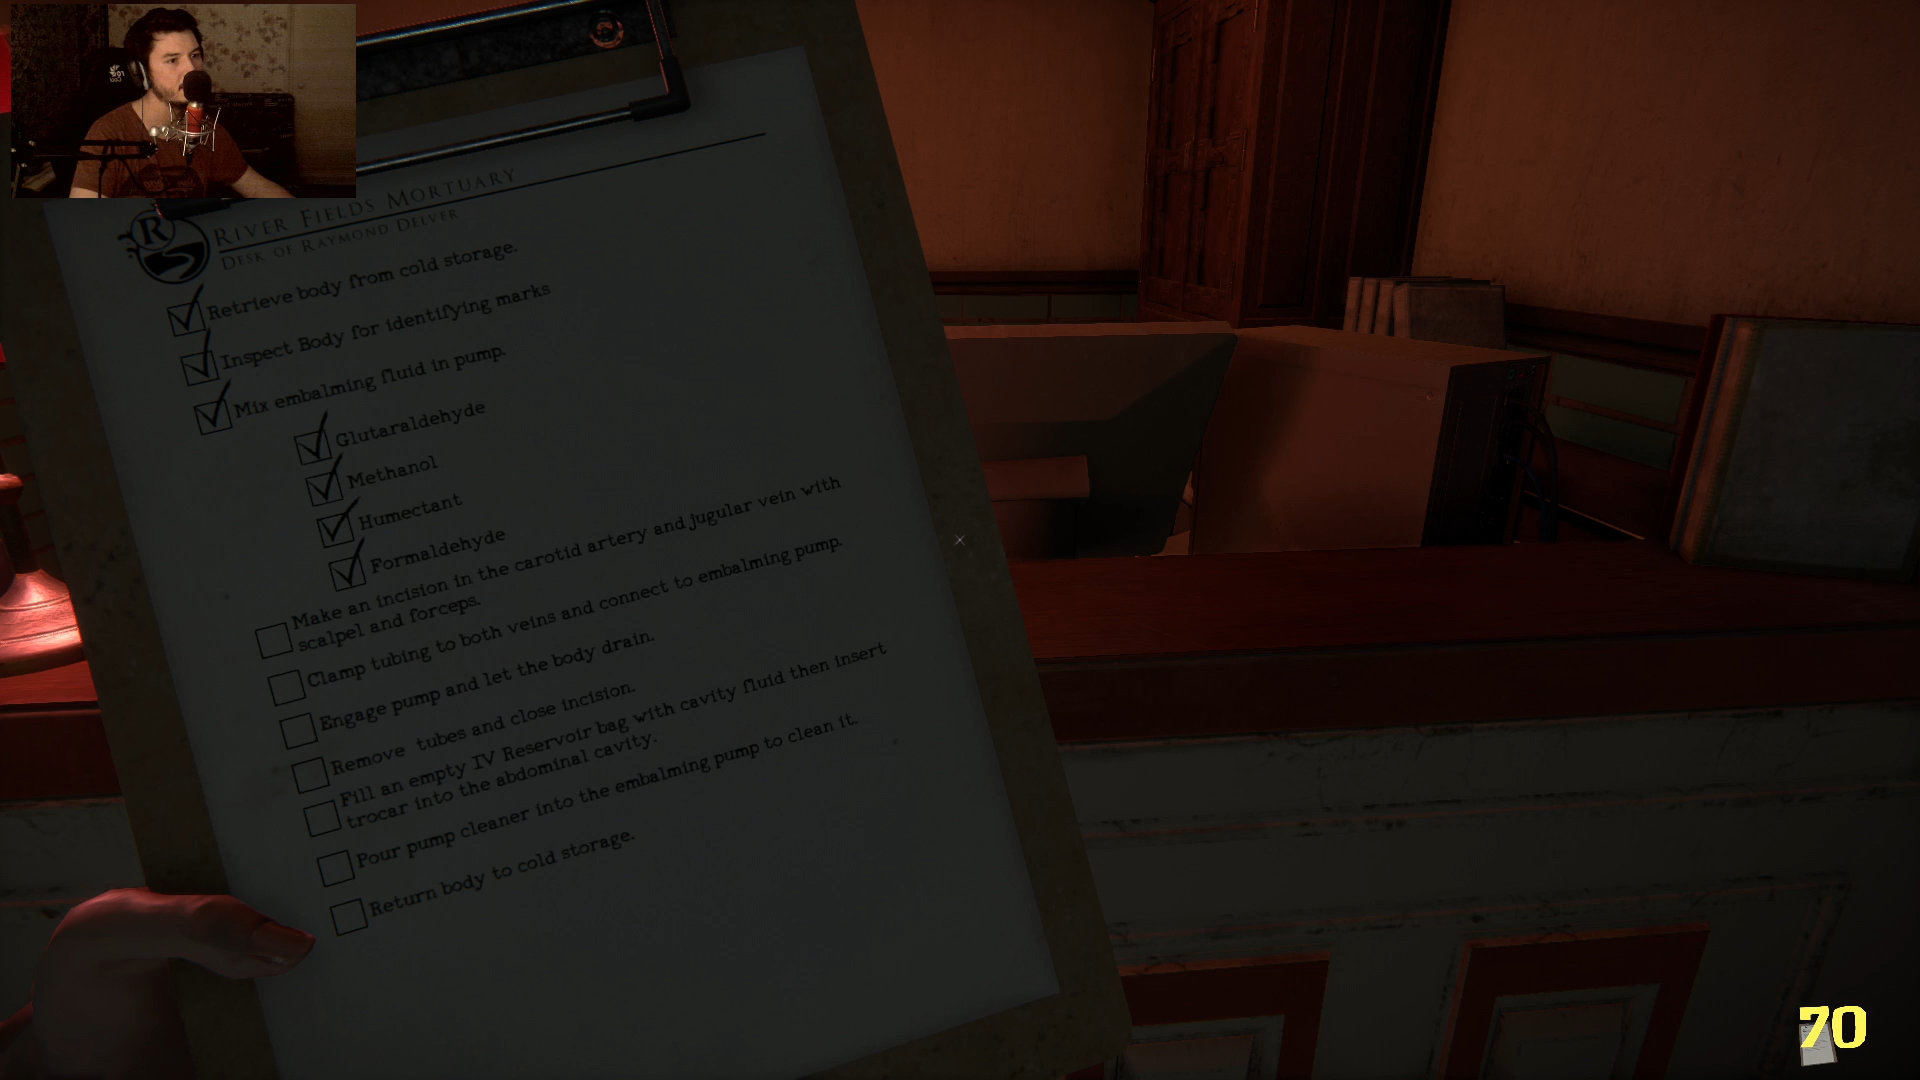 RIVER FIELDS MORTUARY
DESK OF RAYMOND DELVER
R
Retrieve body from cold storage.
Inspect Body for identifying marks
Mix embalming fluid in pump.
Glutaraldehyde
Methanol
Humectant
Formaldehyde
Make an incision in the carotid artery and jugular vein with
scalpel and forceps.
Clamp tubing to both veins and connect to embalming pump.
Engage pump and let the body drain.
Remove tubes and close incision.
Fill an empty IV Reservoir bag with cavity fluid then insert
trocar into the abdominal cavity.
Pour pump cleaner into the embalming pump to clean it.
Return body to cold storage.
70